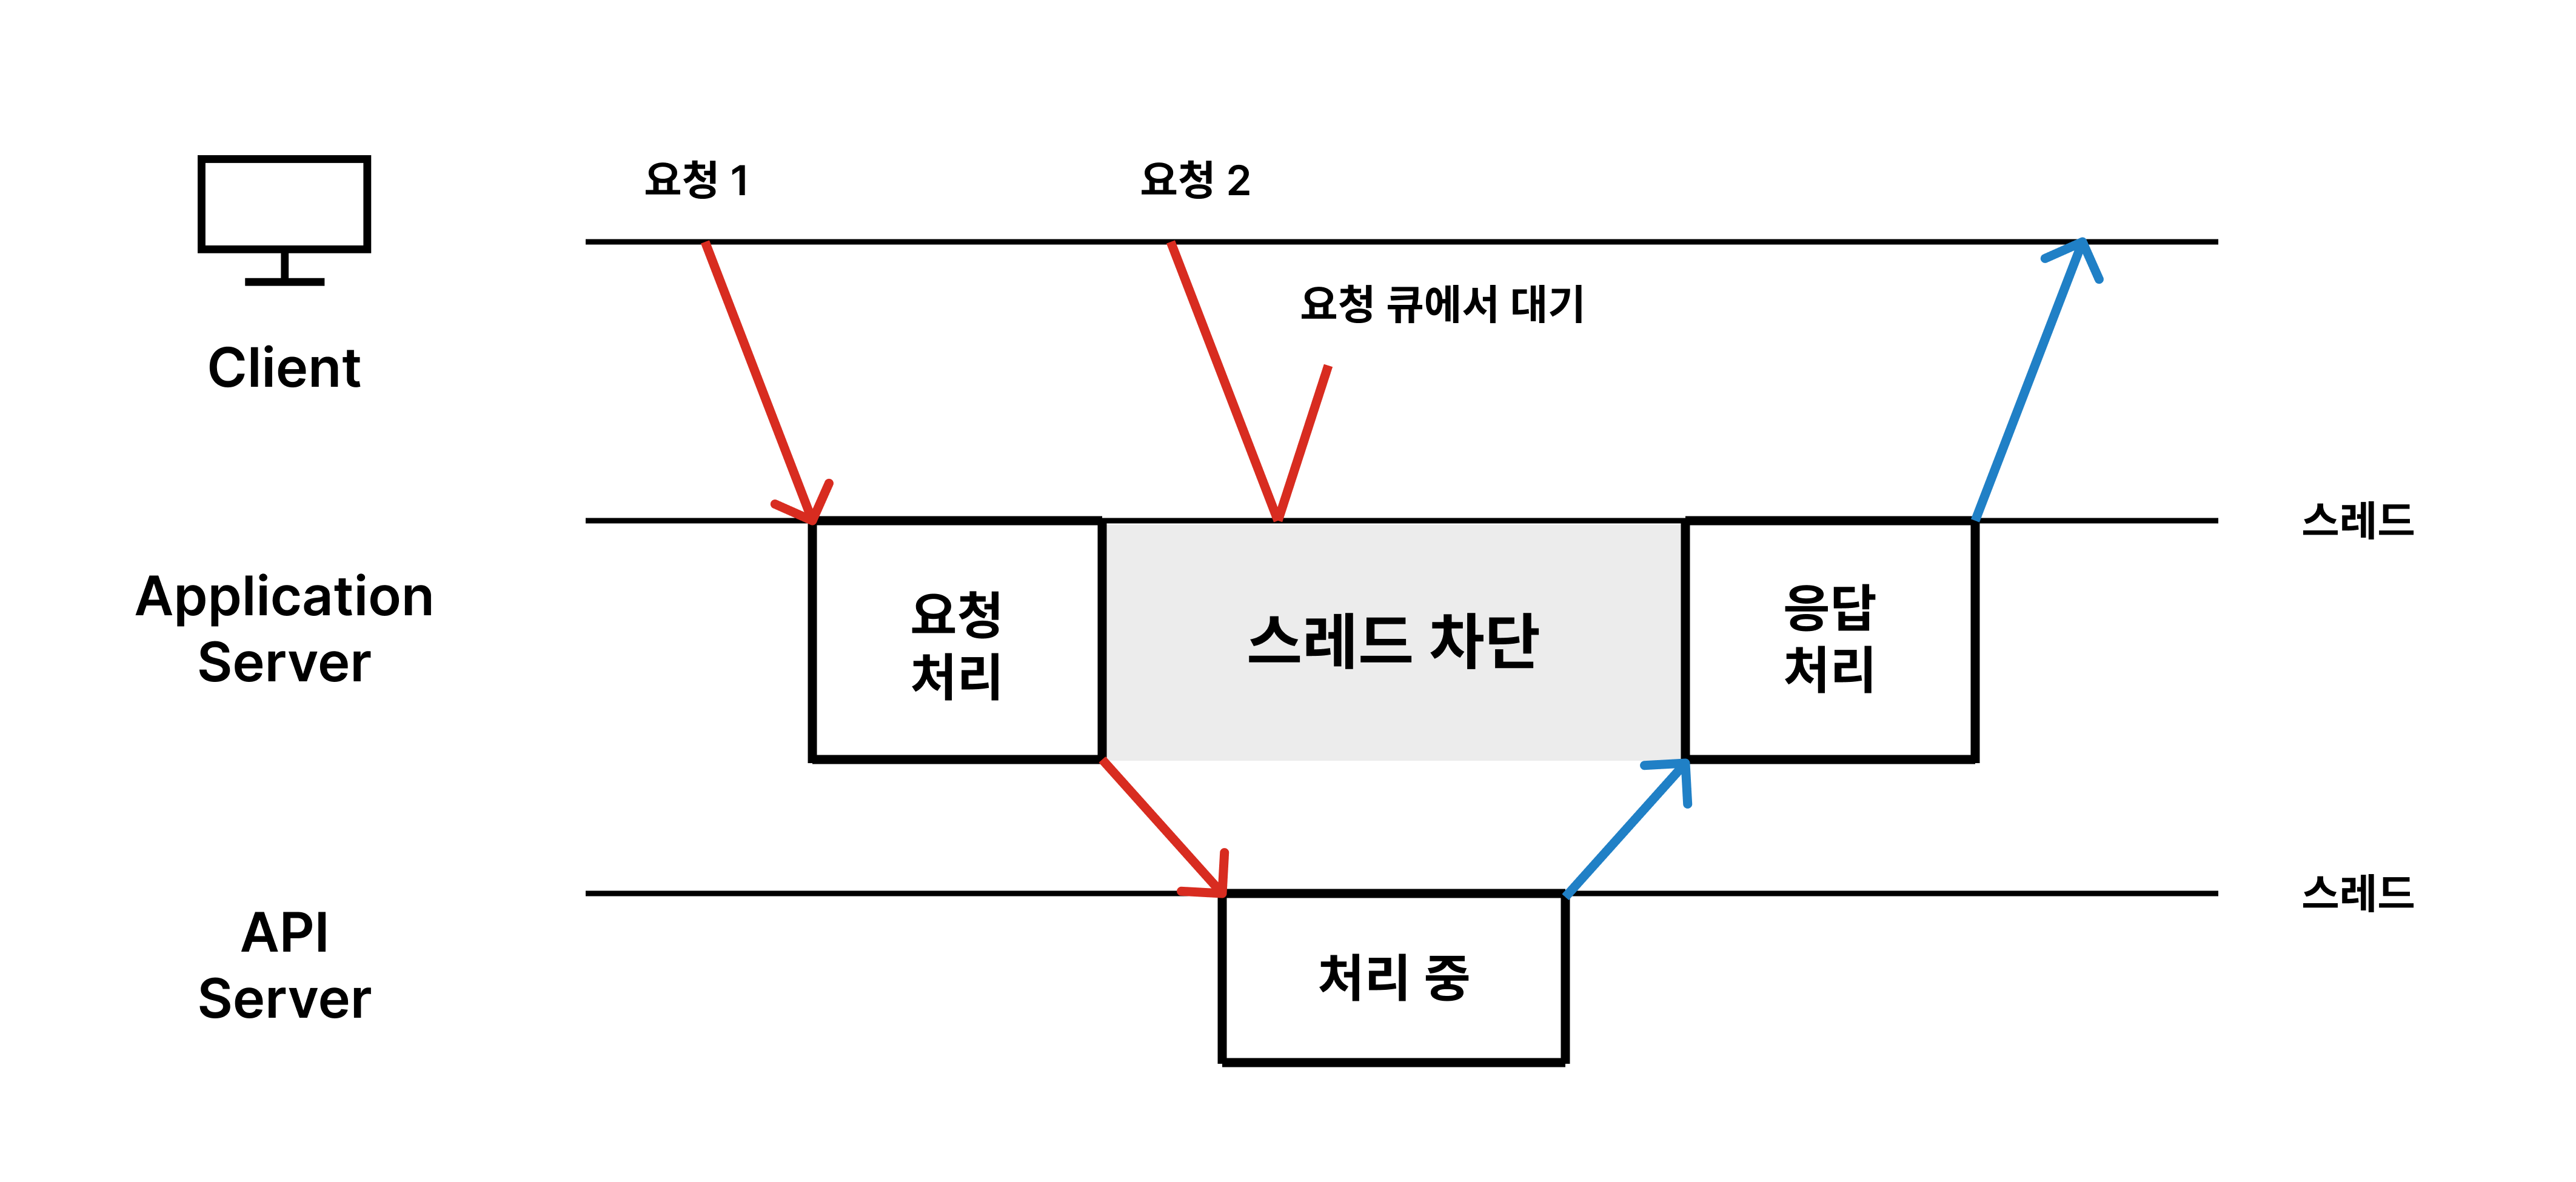 요청 1
요청 2
요청 큐에서 대기
Client
스레드
Application
Server
요청
처리
스레드 차단
응답
처리
스레드
API
Server
처리 중